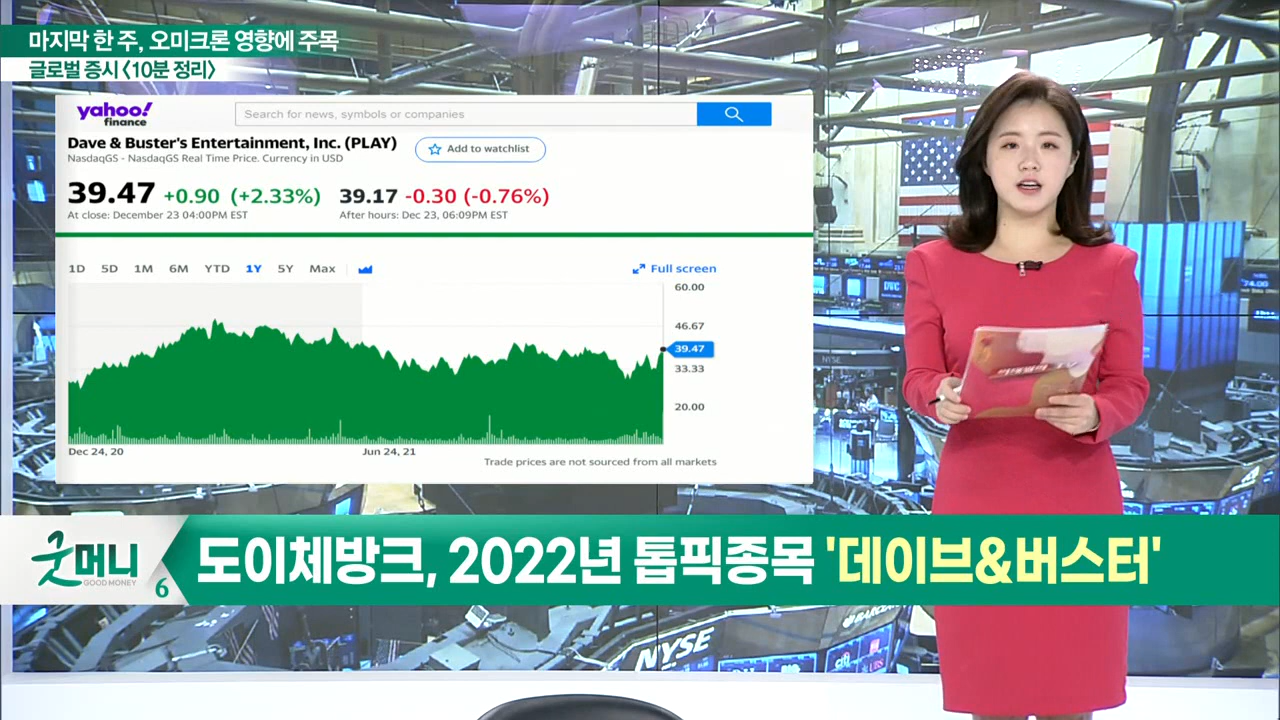 마지막 한 주, 오미크론 영향에 주목
글로벌 증시 <10분 정리>
yahoo!
finance
Search for news, symbols or companies
Dave & Buster's Entertainment, Inc. (PLAY)
Add to watchlist
NasdaqGS - NasdaqGS Real Time Price. Currency in USD
39.47 +0.90 (+2.33%) 39.17 -0.30 (-0.76%)
At close: December 23 04:00PM EST
After hours: Dec 23, 06:09PM EST
1D 5D 1M 6M YTD 1Y 5Y Max
Full screen
60.00
46.67
39.47
33.33
20.00
Dec 24, 20
Jun 24, 21
Trade prices are not sourced from all markets
굿머니
GOOD MONEY
6
도이체방크, 2022년 톱픽종목 '데이브&버스터'
NYSE
BARCLAYS
citi
UBS